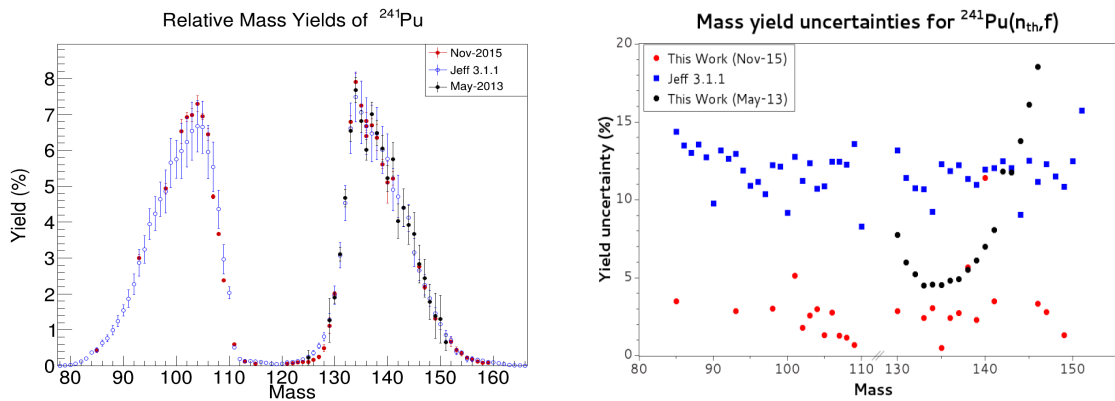 Relative Mass Yields of ²⁴¹Pu
Nov-2015
Jeff 3.1.1
May-2013
Yield (%)
8
7
6
5
4
3
2
1
0
80 90 100 110 120 130 140 150 160
Mass
Mass yield uncertainties for ²⁴¹Pu(nₜₕ,f)
This Work (Nov-15)
Jeff 3.1.1
This Work (May-13)
Yield uncertainty (%)
20
15
10
5
0
80 90 100 110 130 140 150
Mass